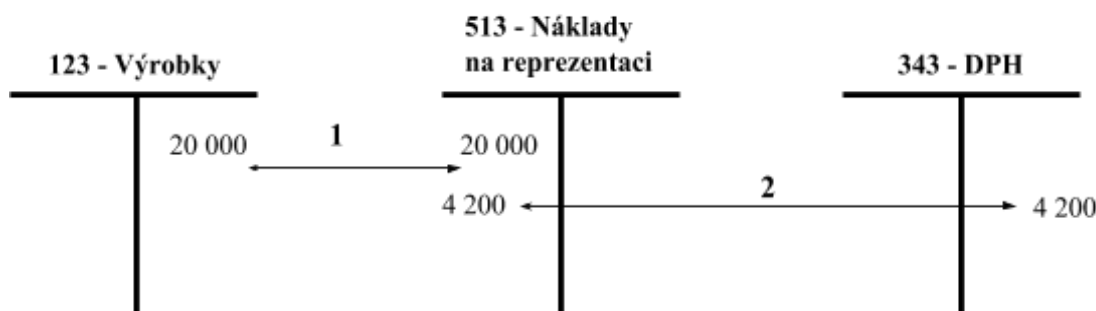 123 - Výrobky
513 - Náklady
na reprezentaci
343 - DPH
20 000
1
20 000
4 200
2
4 200